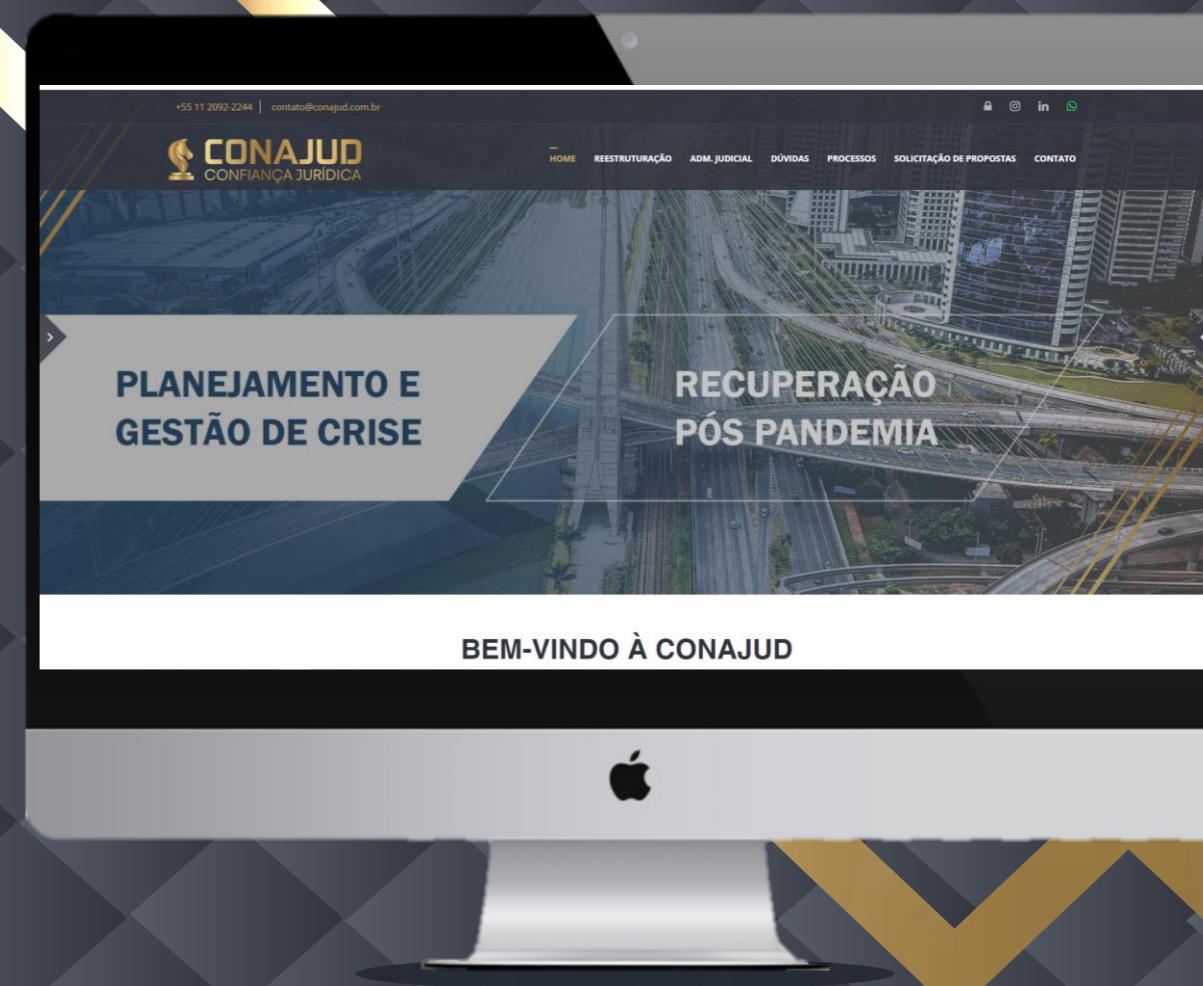 +55 11 2092-2244 | contato@conajud.com.br
CONAJUD
CONFIANÇA JURÍDICA
HOME REESTRUTURAÇÃO ADM. JUDICIAL DÚVIDAS PROCESSOS SOLICITAÇÃO DE PROPOSTAS CONTATO
PLANEJAMENTO E
GESTÃO DE CRISE
RECUPERAÇÃO
PÓS PANDEMIA
BEM-VINDO À CONAJUD